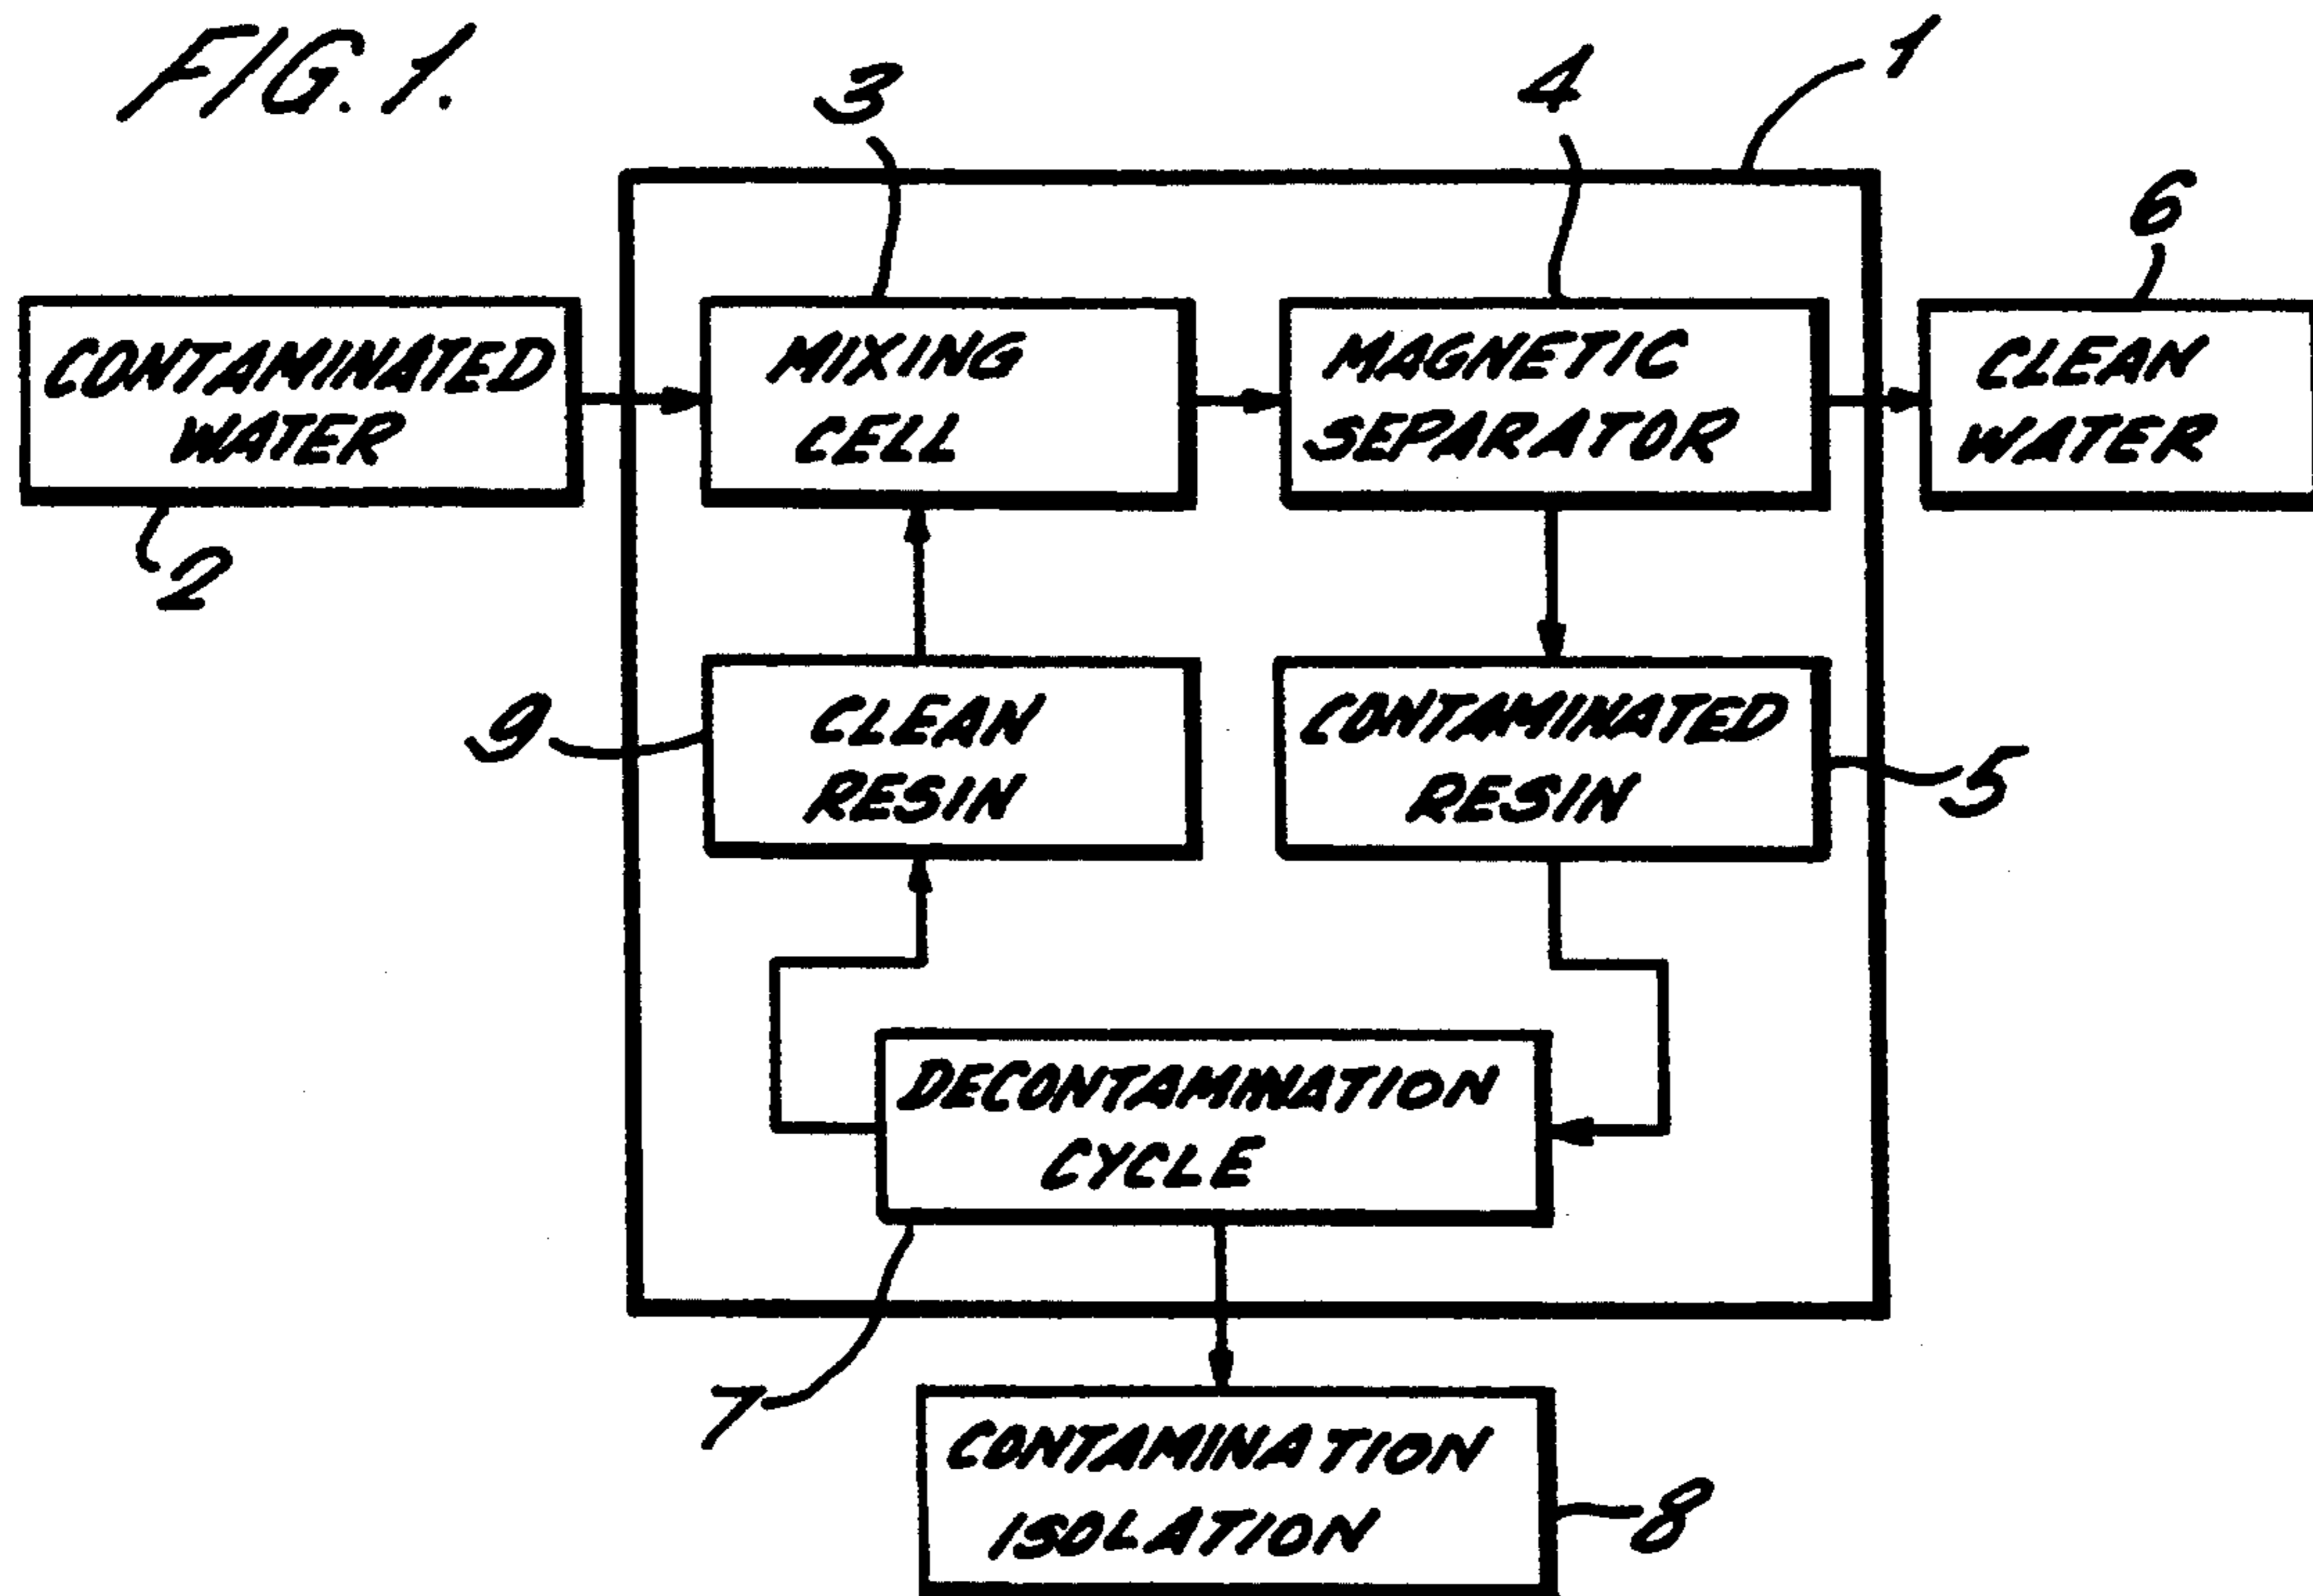 FIG. 1.
3
4
1
6
CONTAMINATED
WATER
MIXING
CELL
MAGNETIC
SEPARATOR
CLEAN
WATER
2
9
CLEAN
RESIN
CONTAMINATED
RESIN
5
DECONTAMINATION
CYCLE
7
CONTAMINATION
ISOLATION
8